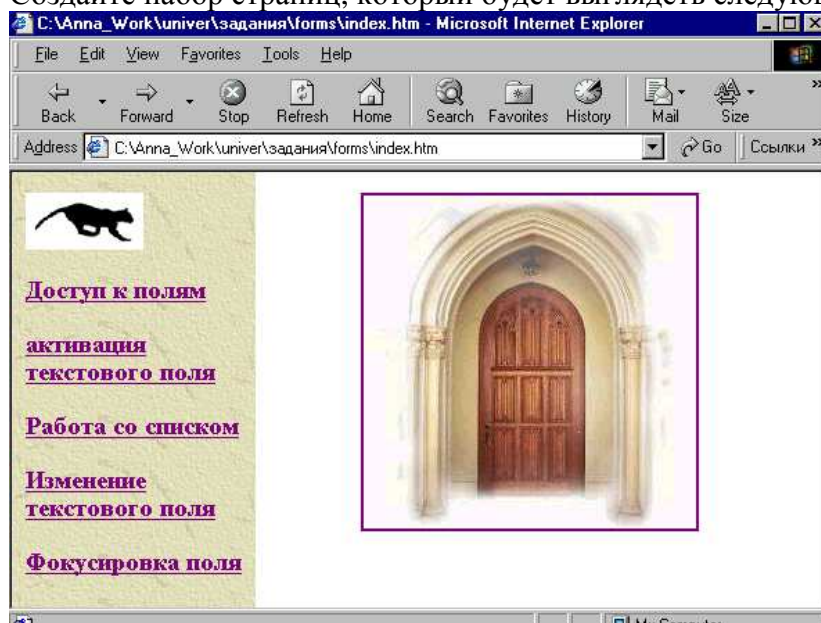 Создайте набор страниц, который будет выглядеть
C:\Anna_Work\univer\задания\forms\index.htm - Microsoft Internet Explorer
File Edit View Favorites Tools Help
Back Forward Stop Refresh Home Search Favorites History Mail Size »
Address C:\Anna_Work\univer\задания\forms\index.htm Go Ссылки »
Доступ к полям
активация
текстового поля
Работа со списком
Изменение
текстового поля
Фокусировка поля
My Computer